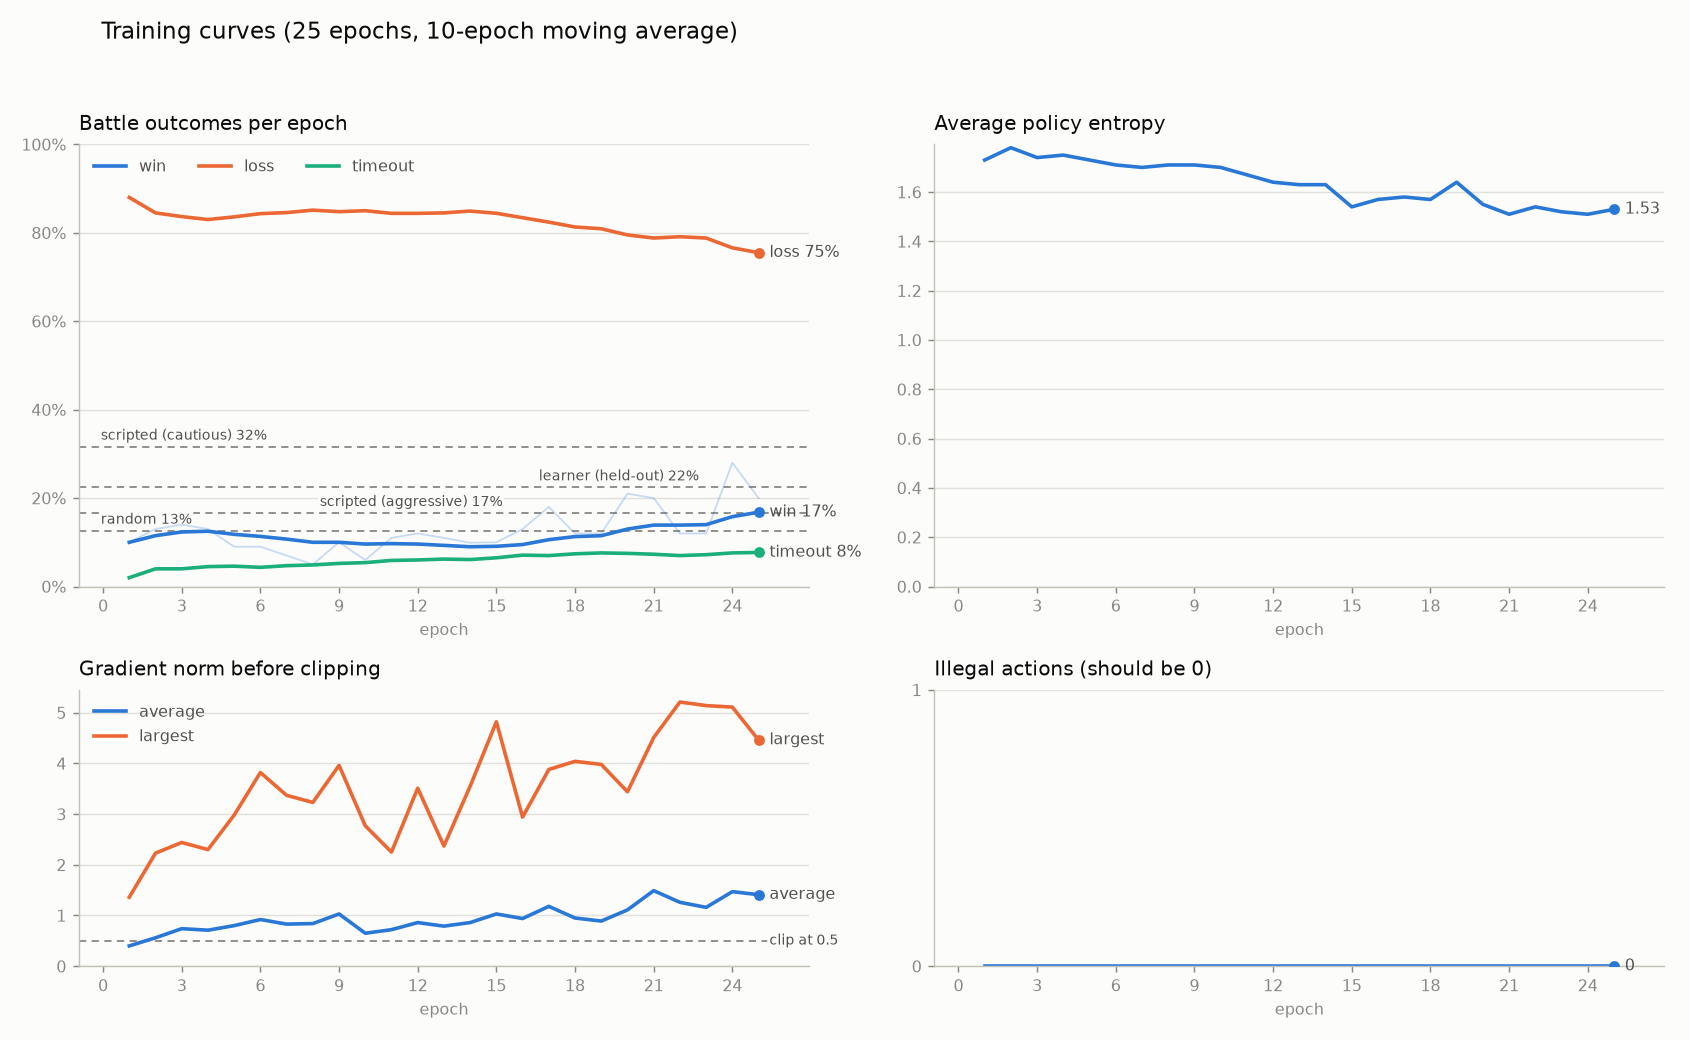 Training curves (25 epochs, 10-epoch moving average)
Battle outcomes per epoch
100%
80%
60%
40%
20%
0%
win
loss
timeout
loss 75%
scripted (cautious) 32%
learner (held-out) 22%
scripted (aggressive) 17%
random 13%
win 17%
timeout 8%
0 3 6 9 12 15 18 21 24
epoch
Average policy entropy
1.6
1.4
1.2
1.0
0.8
0.6
0.4
0.2
0.0
1.53
0 3 6 9 12 15 18 21 24
epoch
Gradient norm before clipping
5
4
3
2
1
0
average
largest
largest
average
clip at 0.5
0 3 6 9 12 15 18 21 24
epoch
Illegal actions (should be 0)
1
0
0
0 3 6 9 12 15 18 21 24
epoch